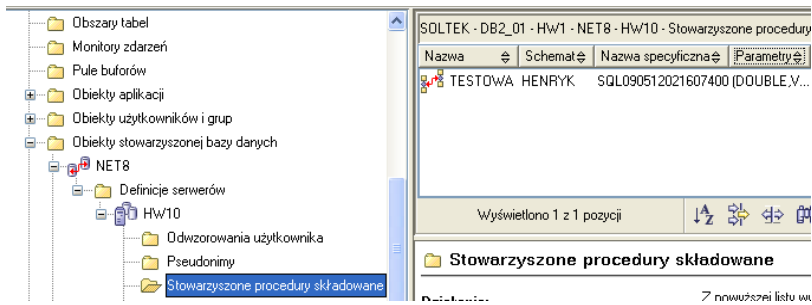 Obszary tabel
Monitory zdarzeń
Pule buforów
Obiekty aplikacji
Obiekty użytkowników i grup
Obiekty stowarzyszonej bazy danych
NET8
Definicje serwerów
HW10
Odwzorowania użytkownika
Pseudonimy
Stowarzyszone procedury składowane
SOLTEK - DB2_01 - HW1 - NET8 - HW10 - Stowarzyszone procedury
Nazwa Schemat Nazwa specyficzna Parametry
TESTOWA HENRYK SQL090512021607400 (DOUBLE,V...
Wyświetlono 1 z 1 pozycji
Stowarzyszone procedury składowane
Z powyższej listy